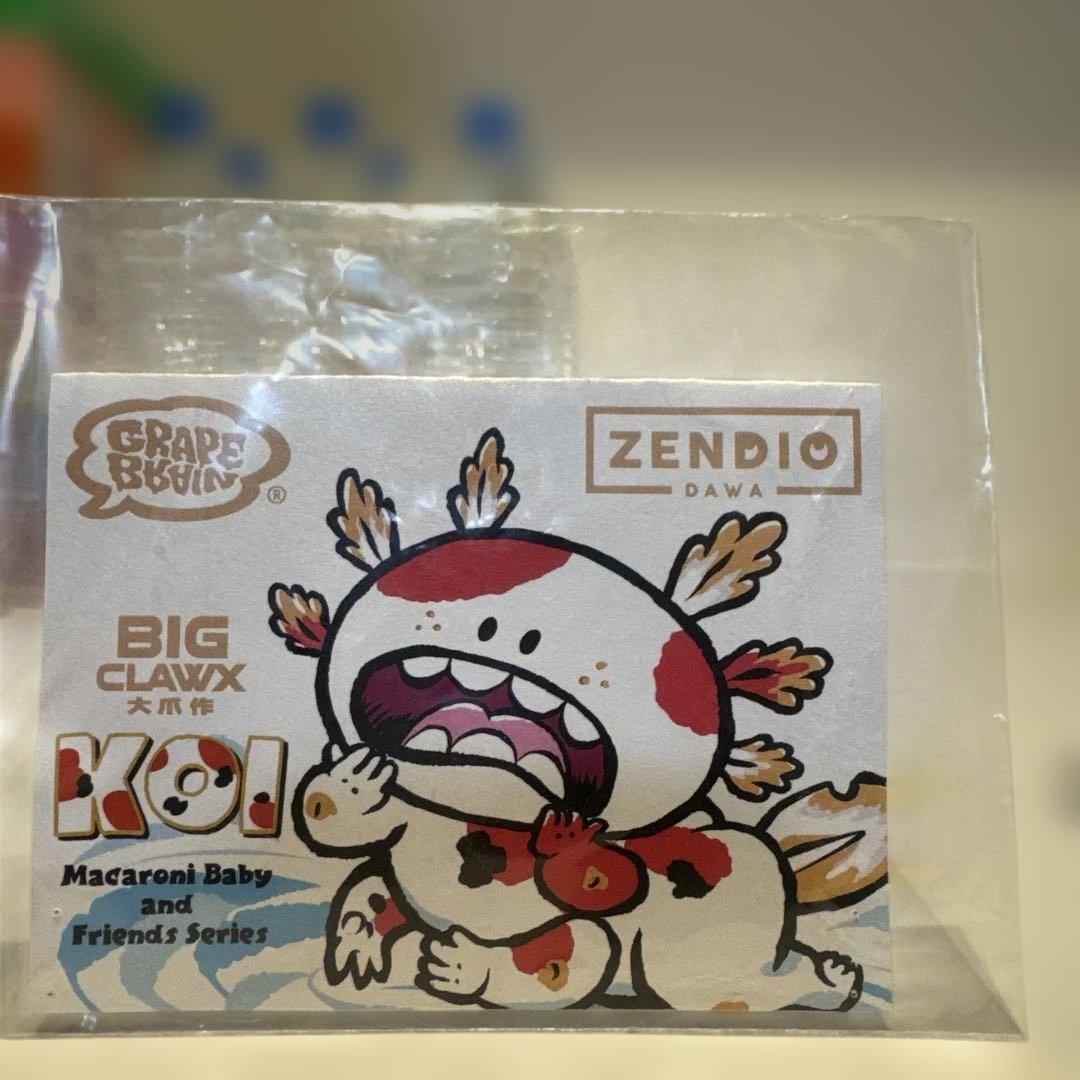 GRAPE
BRAIN
®
ZENDIO
DAWA
BIG
CLAWX
大爪作
KOI
Macaroni Baby
and
Friends Series